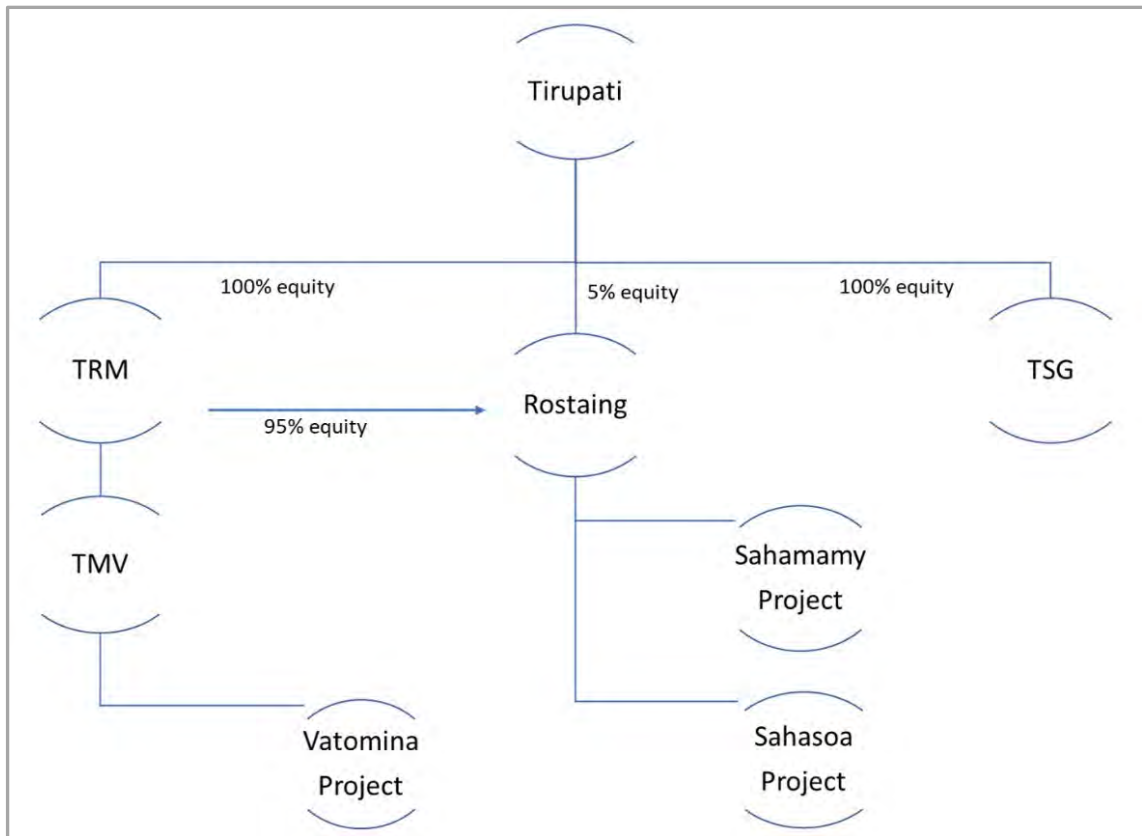 Tirupati
100% equity
5% equity
100% equity
TRM
Rostaing
TSG
95% equity
TMV
Sahamamy
Project
Vatomina
Project
Sahasoa
Project